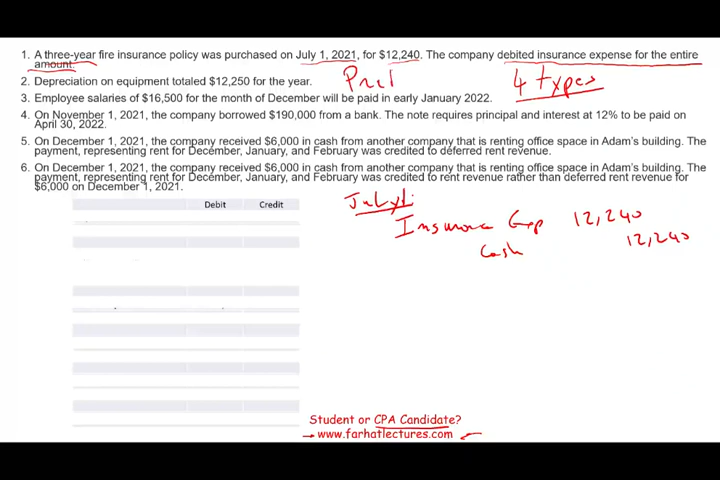 1. A three-year fire insurance policy was purchased on July 1, 2021, for $12,240. The company debited insurance expense for the entire
amount.
2. Depreciation on equipment totaled $12,250 for the year.
3. Employee salaries of $16,500 for the month of December will be paid in early January 2022.
4. On November 1, 2021, the company borrowed $190,000 from a bank. The note requires principal and interest at 12% to be paid on
April 30, 2022.
5. On December 1, 2021, the company received $6,000 in cash from another company that is renting office space in Adam's building. The
payment, representing rent for December, January, and February was credited to deferred rent revenue.
6. On December 1, 2021, the company received $6,000 in cash from another company that is renting office space in Adam's building. The
payment, representing rent for December, January, and February was credited to rent revenue rather than deferred rent revenue for
$6,000 on December 1, 2021.
4 types
Debit Credit
Insurance Exp 12,240
Cash 12,240
Student or CPA Candidate?
www.farhatlectures.com